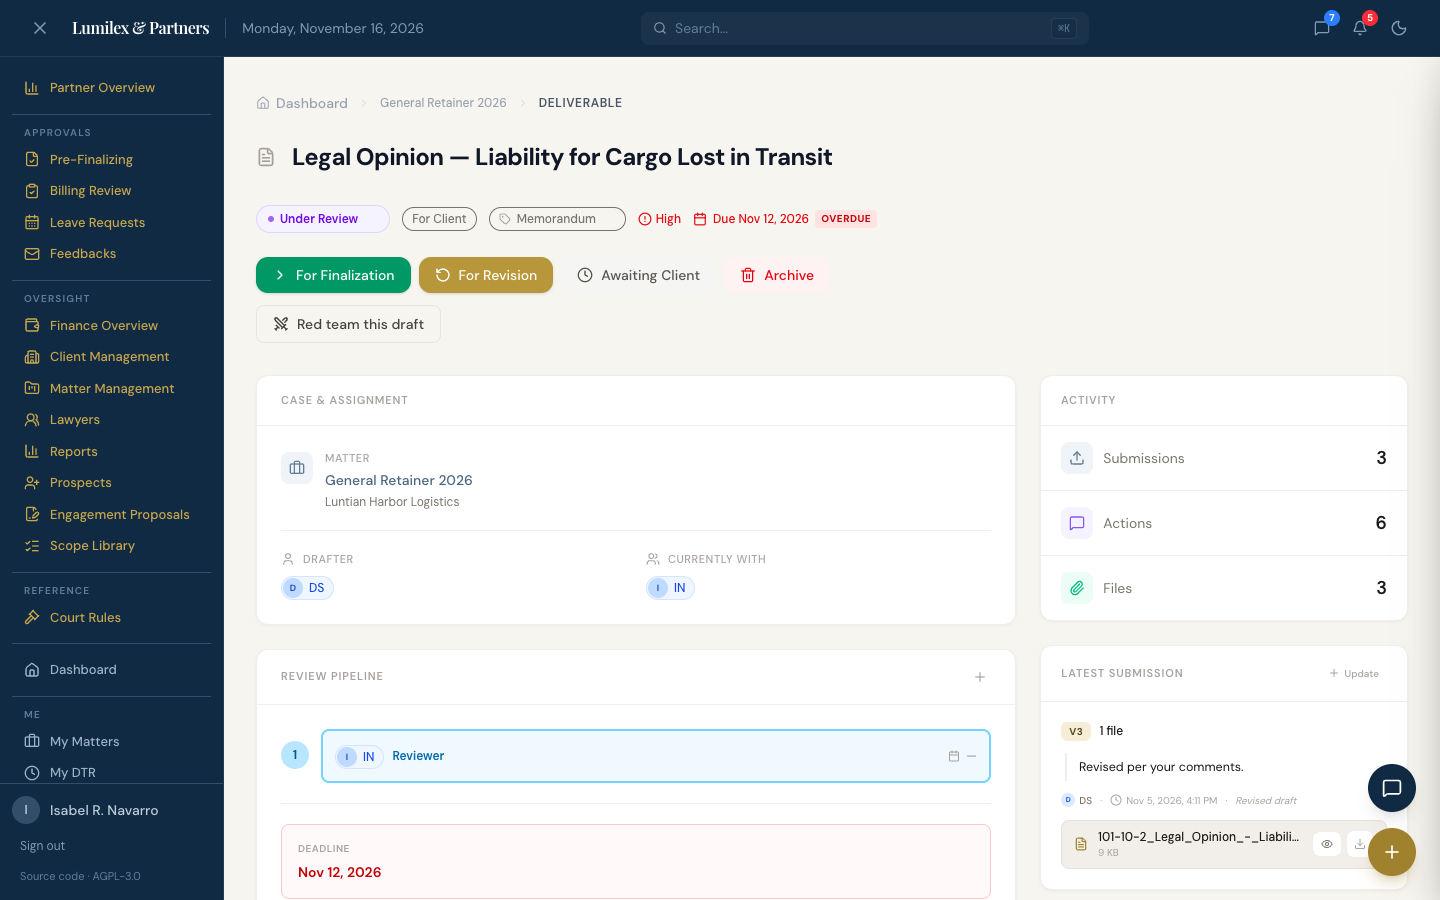 Lumilex & Partners
Monday, November 16, 2026
Search...
⌘K
7
5
Partner Overview
APPROVALS
Pre-Finalizing
Billing Review
Leave Requests
Feedbacks
OVERSIGHT
Finance Overview
Client Management
Matter Management
Lawyers
Reports
Prospects
Engagement Proposals
Scope Library
REFERENCE
Court Rules
Dashboard
ME
My Matters
My DTR
I
Isabel R. Navarro
Sign out
Source code · AGPL-3.0
Dashboard
General Retainer 2026
DELIVERABLE
Legal Opinion — Liability for Cargo Lost in Transit
Under Review
For Client
Memorandum
High
Due Nov 12, 2026
OVERDUE
For Finalization
For Revision
Awaiting Client
Archive
Red team this draft
CASE & ASSIGNMENT
MATTER
General Retainer 2026
Luntian Harbor Logistics
DRAFTER
D DS
CURRENTLY WITH
I IN
REVIEW PIPELINE
1
I IN Reviewer
—
DEADLINE
Nov 12, 2026
ACTIVITY
Submissions 3
Actions 6
Files 3
LATEST SUBMISSION
Update
V3 1 file
Revised per your comments.
D DS · Nov 5, 2026, 4:11 PM · Revised draft
101-10-2_Legal_Opinion_-_Liabili...
9 KB